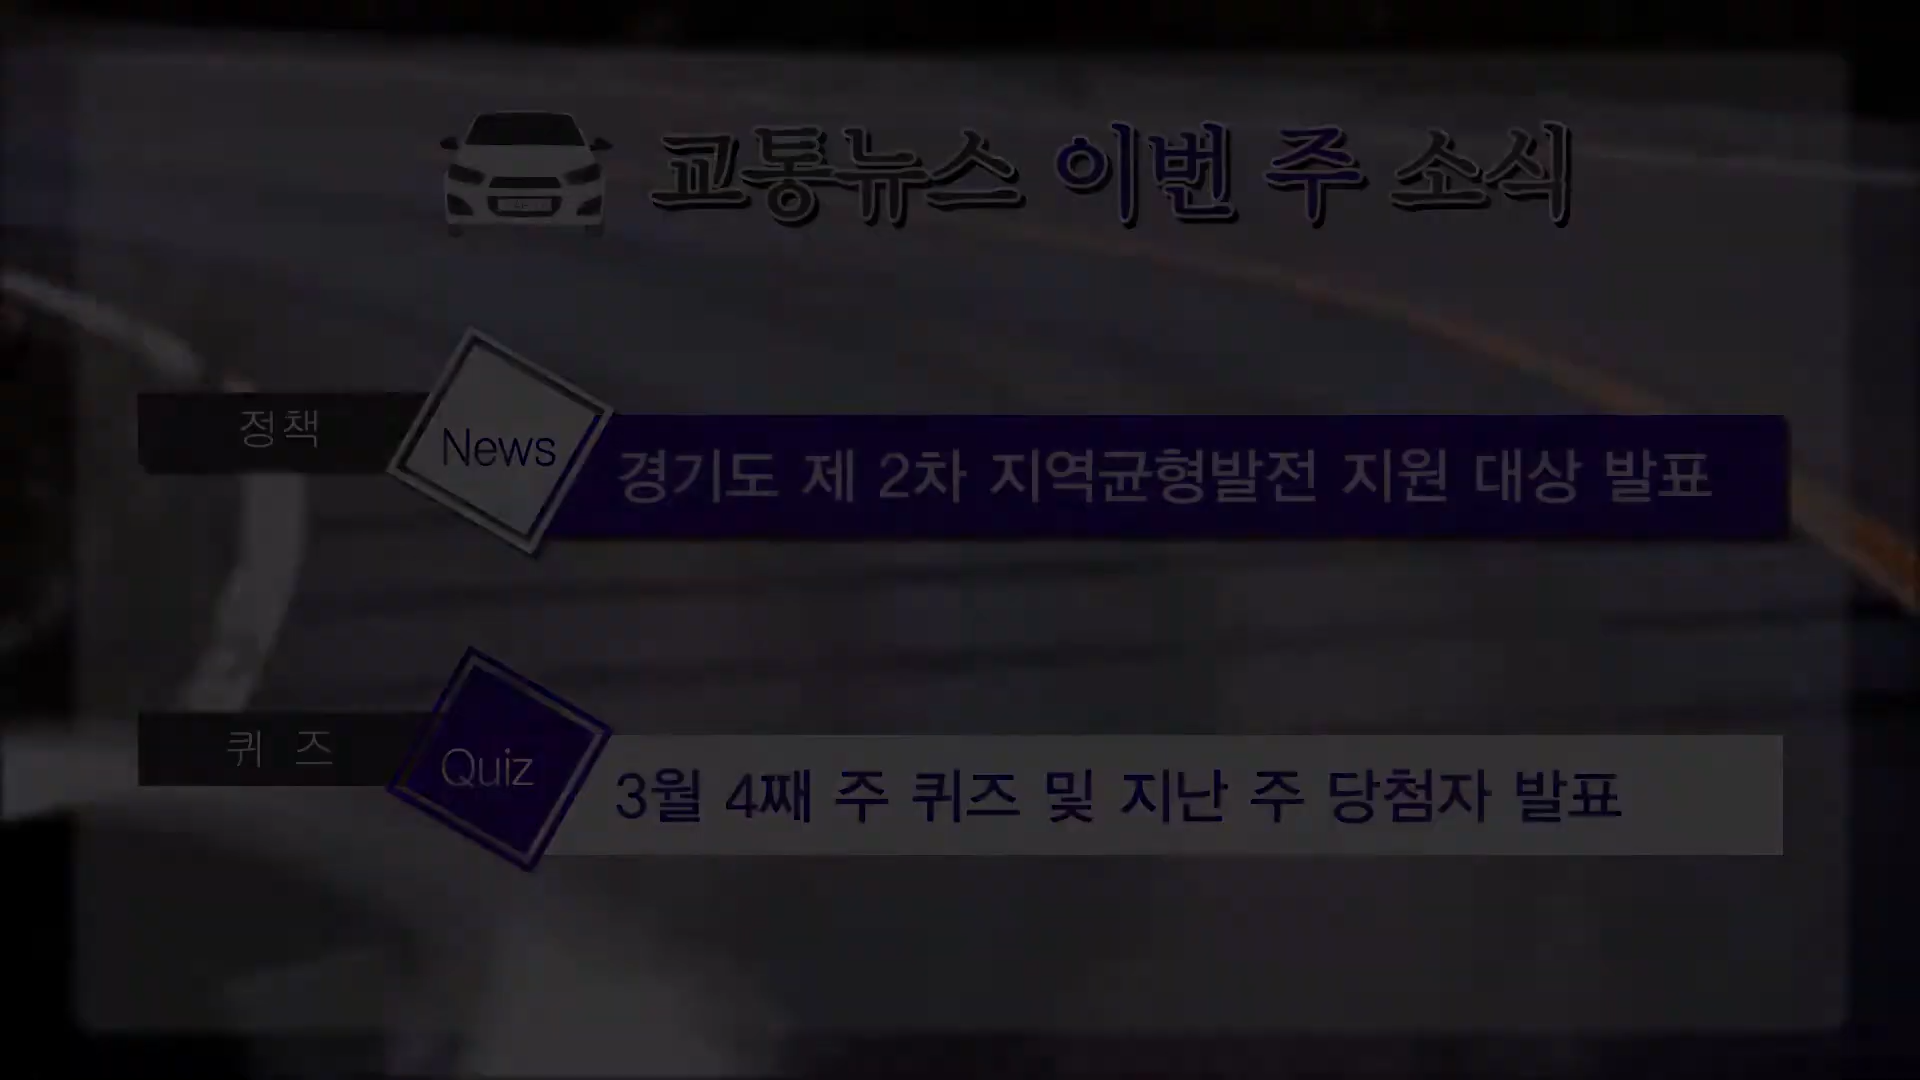 교통뉴스 이번 주 소식
정책
News
경기도 제 2차 지역균형발전 지원 대상 발표
퀴 즈
Quiz
3월 4째 주 퀴즈 및 지난 주 당첨자 발표